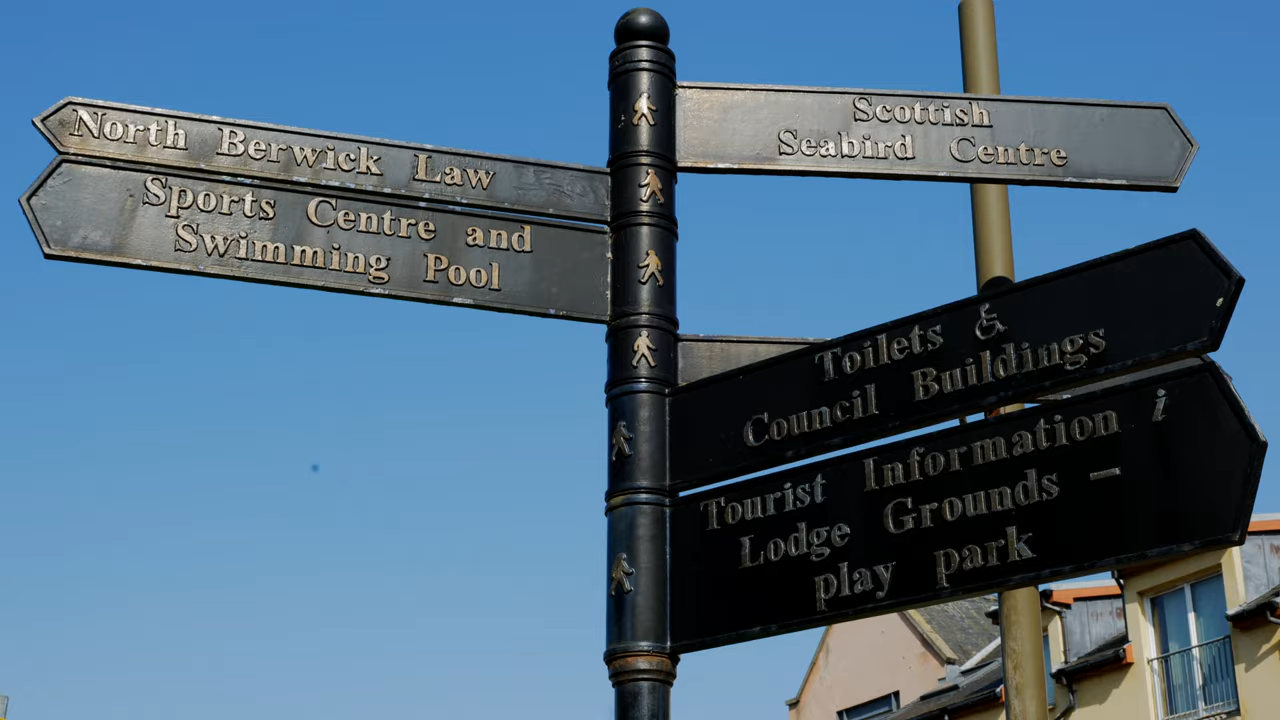 North Berwick Law
Sports Centre and
Swimming Pool
Scottish
Seabird Centre
Toilets ♿
Council Buildings
Tourist Information i
Lodge Grounds –
play park